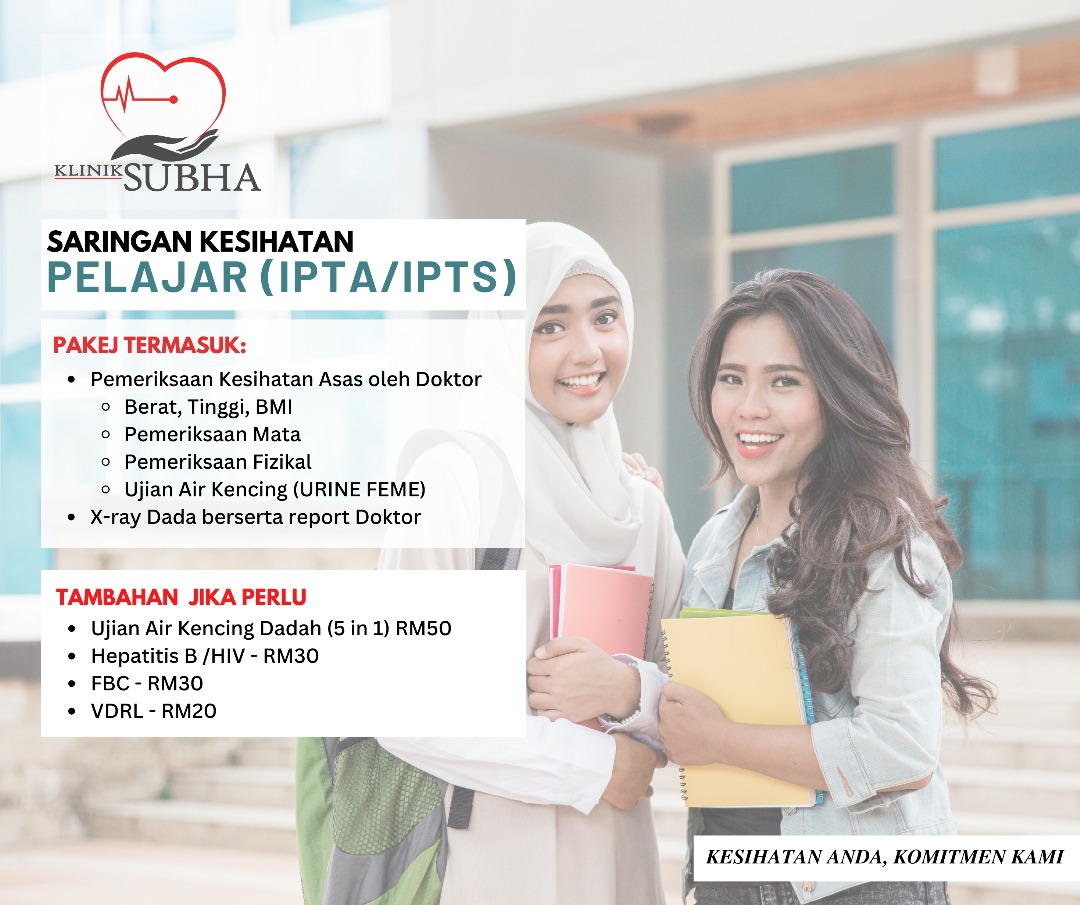 KLINIK SUBHA
SARINGAN KESIHATAN
PELAJAR (IPTA/IPTS)
PAKEJ TERMASUK:
• Pemeriksaan Kesihatan Asas oleh Doktor
○ Berat, Tinggi, BMI
○ Pemeriksaan Mata
○ Pemeriksaan Fizikal
○ Ujian Air Kencing (URINE FEME)
• X-ray Dada berserta report Doktor
TAMBAHAN JIKA PERLU
• Ujian Air Kencing Dadah (5 in 1) RM50
• Hepatitis B /HIV - RM30
• FBC - RM30
• VDRL - RM20
KESIHATAN ANDA, KOMITMEN KAMI